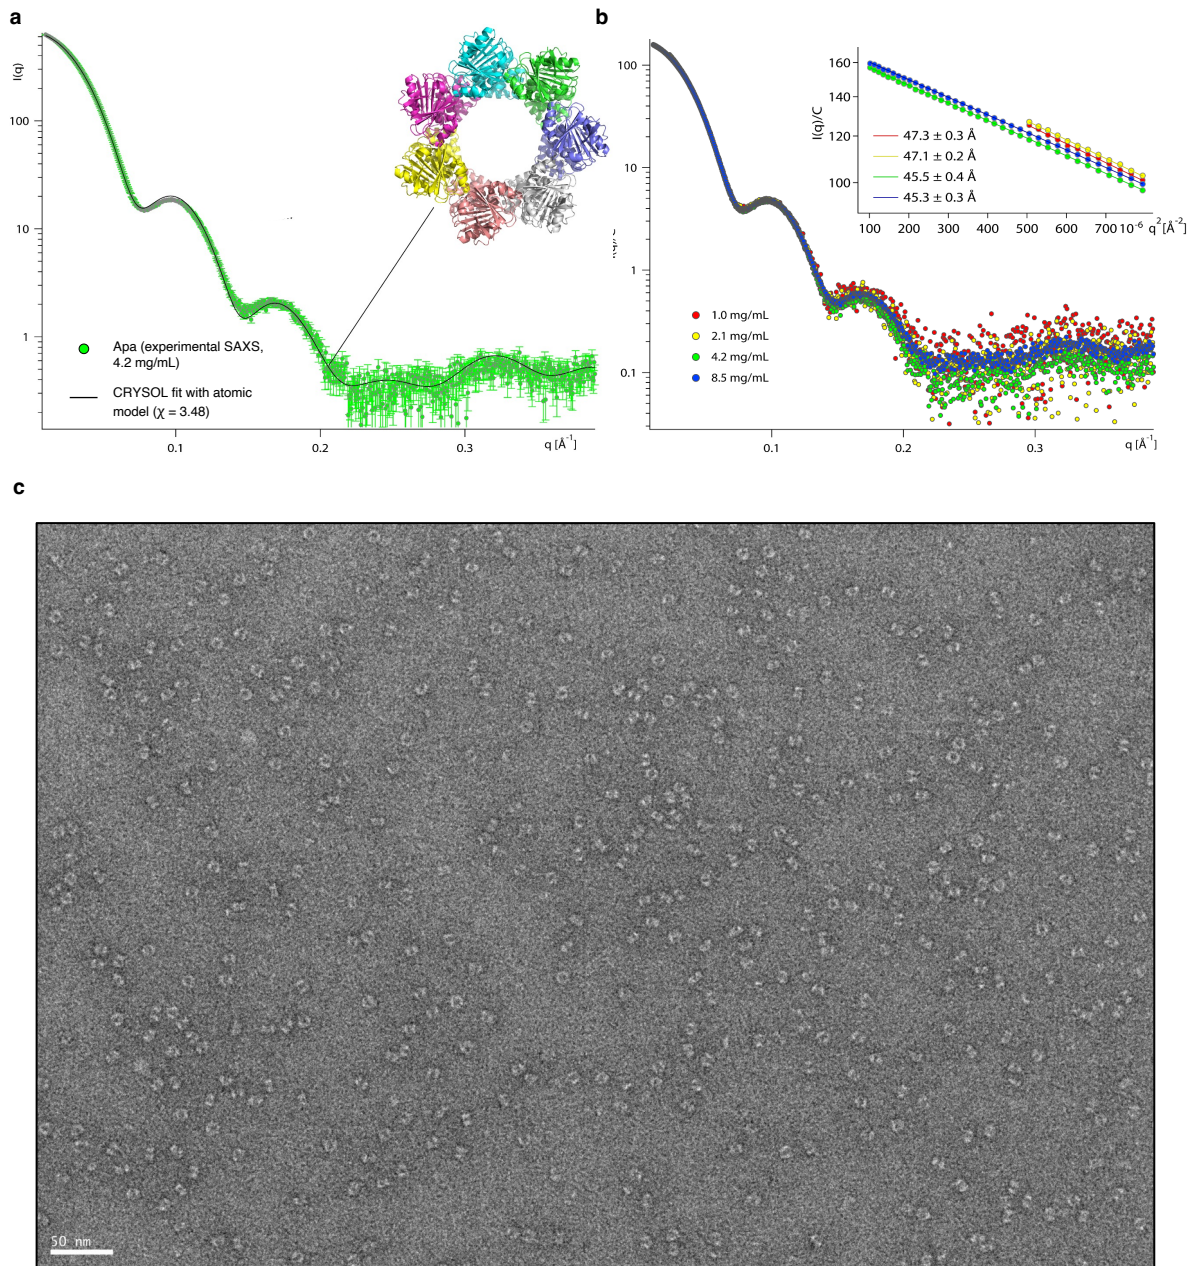 a
I(q)
100
10
1
Apa (experimental SAXS,
4.2 mg/mL)
CRYSOL fit with atomic
model (χ = 3.48)
0.1
0.2
0.3
q [Å⁻¹]
b
100
10
1
0.1
I(q)/C
160
140
120
100
47.3 ± 0.3 Å
47.1 ± 0.2 Å
45.5 ± 0.4 Å
45.3 ± 0.3 Å
100 200 300 400 500 600 700 10⁻⁶ q² [Å⁻²]
1.0 mg/mL
2.1 mg/mL
4.2 mg/mL
8.5 mg/mL
0.1
0.2
0.3
q [Å⁻¹]
c
50 nm